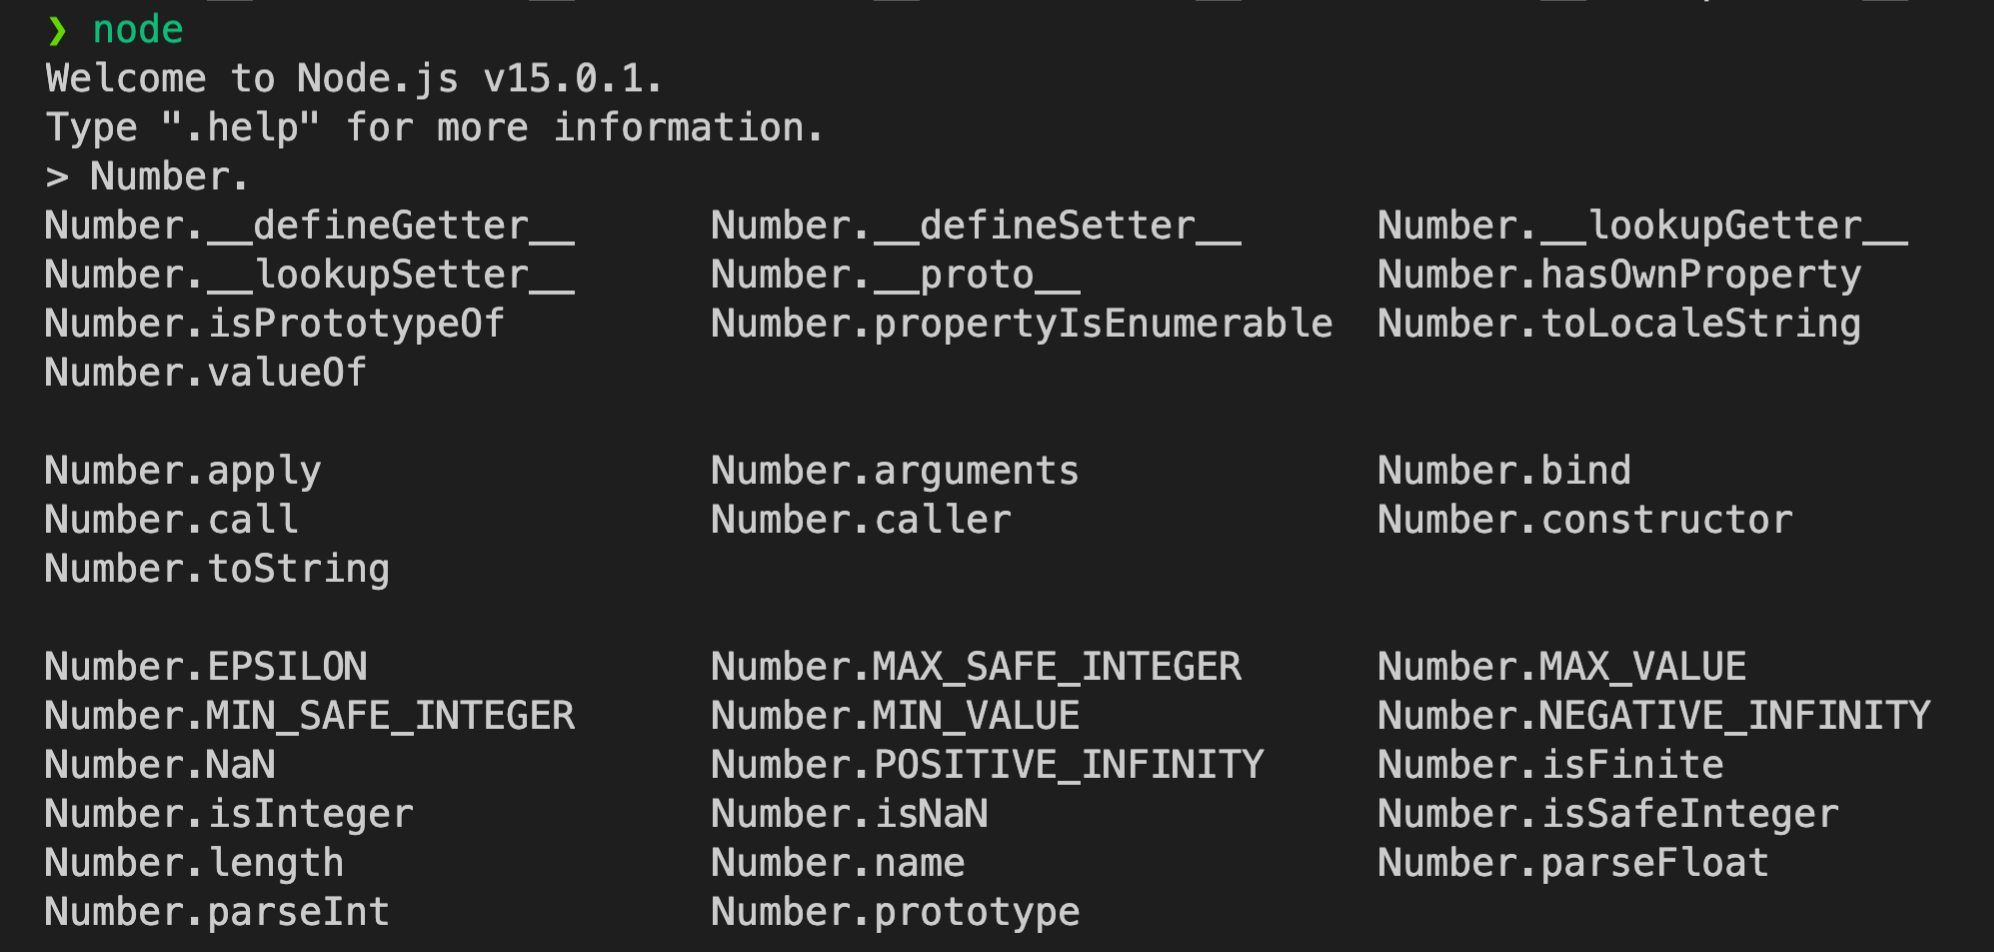 ❯ node
Welcome to Node.js v15.0.1.
Type ".help" for more information.
> Number.
Number.__defineGetter__ Number.__defineSetter__ Number.__lookupGetter__
Number.__lookupSetter__ Number.__proto__ Number.hasOwnProperty
Number.isPrototypeOf Number.propertyIsEnumerable Number.toLocaleString
Number.valueOf
Number.apply Number.arguments Number.bind
Number.call Number.caller Number.constructor
Number.toString
Number.EPSILON Number.MAX_SAFE_INTEGER Number.MAX_VALUE
Number.MIN_SAFE_INTEGER Number.MIN_VALUE Number.NEGATIVE_INFINITY
Number.NaN Number.POSITIVE_INFINITY Number.isFinite
Number.isInteger Number.isNaN Number.isSafeInteger
Number.length Number.name Number.parseFloat
Number.parseInt Number.prototype